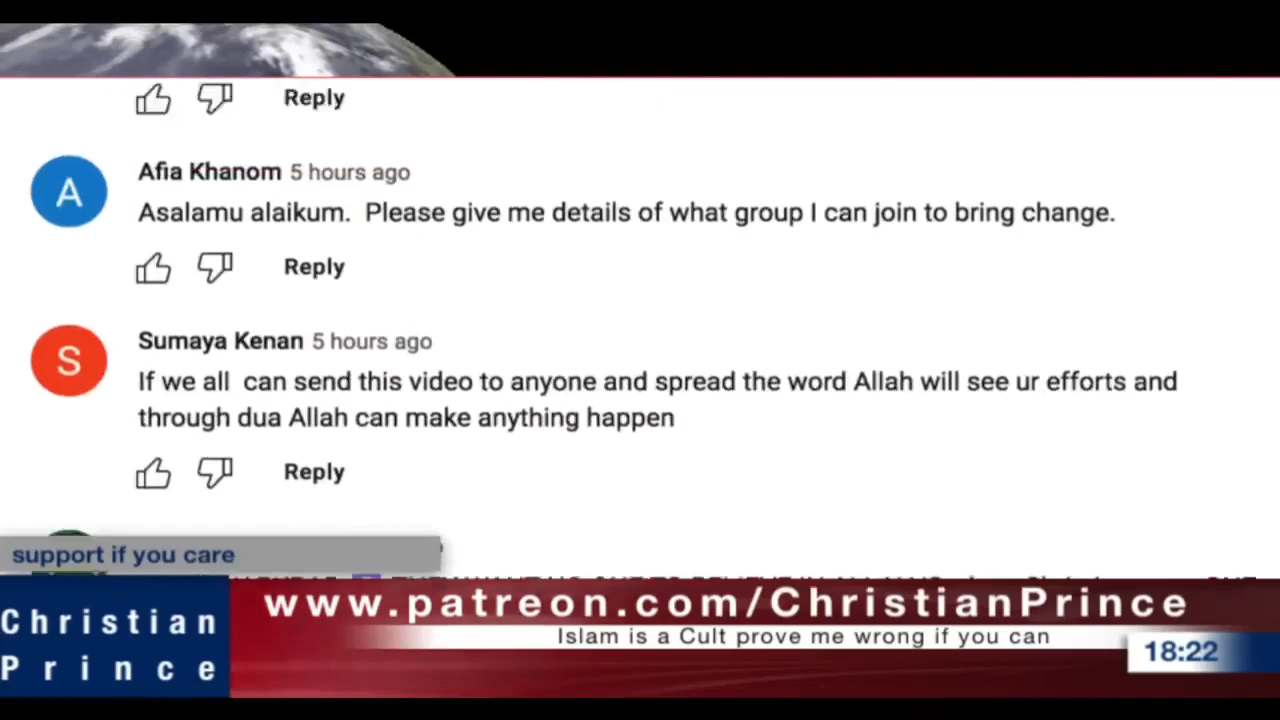 Reply
A
Afia Khanom 5 hours ago
Asalamu alaikum.  Please give me details of what group I can join to bring change.
Reply
S
Sumaya Kenan 5 hours ago
If we all  can send this video to anyone and spread the word Allah will see ur efforts and
through dua Allah can make anything happen
Reply
support if you care
Christian
Prince
www.patreon.com/ChristianPrince
Islam is a Cult prove me wrong if you can
18:22